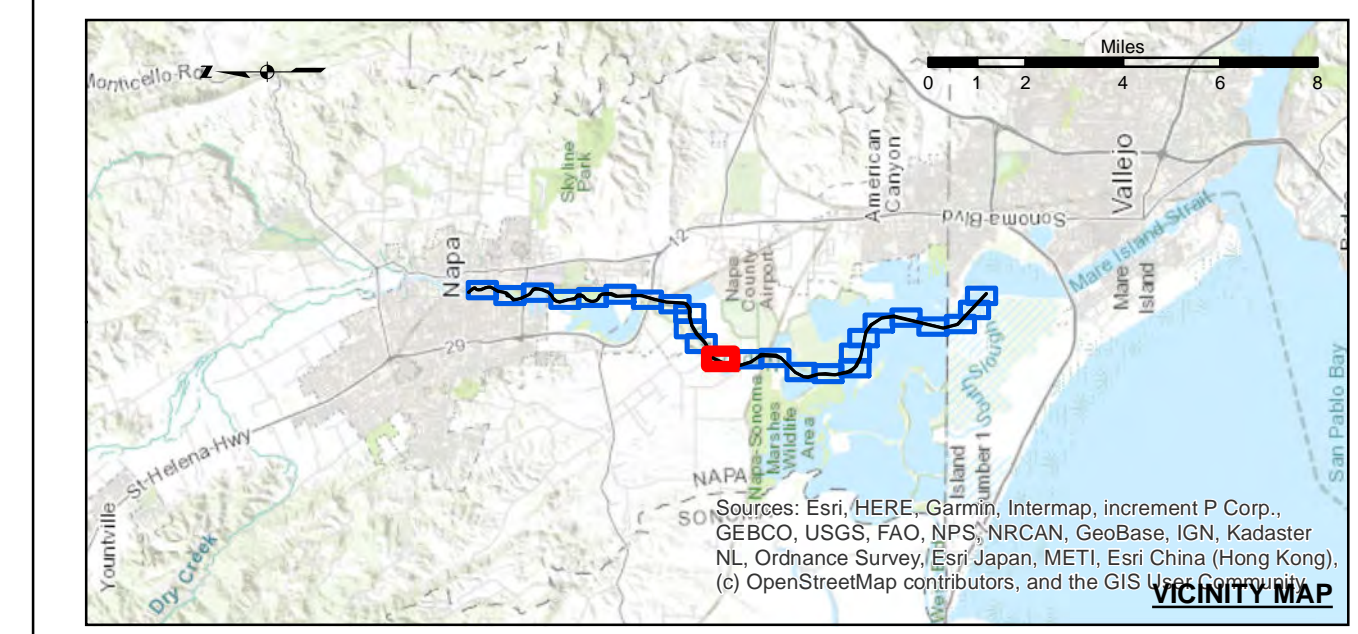 Miles
0 1 2 4 6 8
Monticello-Rd
Z
Skyline
Park
American
Canyon
Vallejo
Sonoma-Blvd
Napa
12
Napa
County
Airport
Mare Island Strait
Mare
Island
29
South Slough
San Pablo Bay
St-Helena-Hwy
Napa-Sonoma
Marshes
Wildlife
Area
Island
Number 1
NAPA
Yountville
Dry Creek
Sources: Esri, HERE, Garmin, Intermap, increment P Corp.,
GEBCO, USGS, FAO, NPS, NRCAN, GeoBase, IGN, Kadaster
NL, Ordnance Survey, Esri Japan, METI, Esri China (Hong Kong),
(c) OpenStreetMap contributors, and the GIS User Community
VICINITY MAP